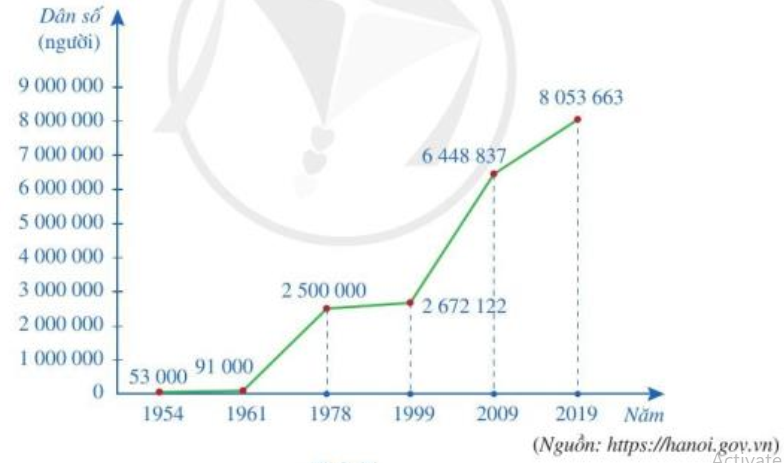 Dân số
(người)
9 000 000
8 000 000
7 000 000
6 000 000
5 000 000
4 000 000
3 000 000
2 000 000
1 000 000
0
53 000
91 000
2 500 000
2 672 122
6 448 837
8 053 663
1954 1961 1978 1999 2009 2019 Năm
(Nguồn: https://hanoi.gov.vn)
Activate